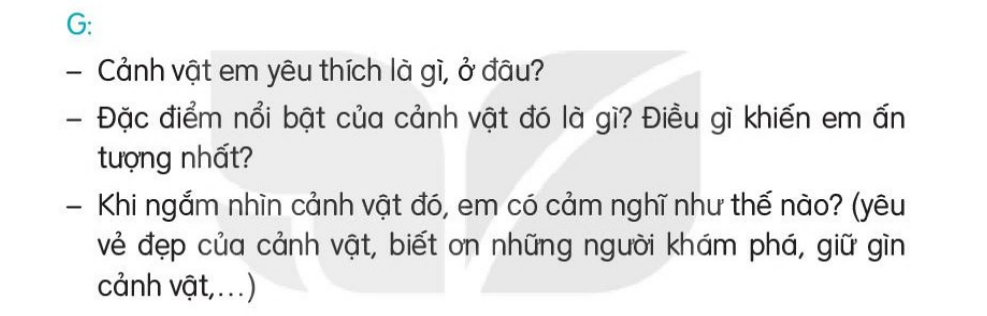 G:
– Cảnh vật em yêu thích là gì, ở đâu?
– Đặc điểm nổi bật của cảnh vật đó là gì? Điều gì khiến em ấn
tượng nhất?
– Khi ngắm nhìn cảnh vật đó, em có cảm nghĩ như thế nào? (yêu
vẻ đẹp của cảnh vật, biết ơn những người khám phá, giữ gìn
cảnh vật,...)